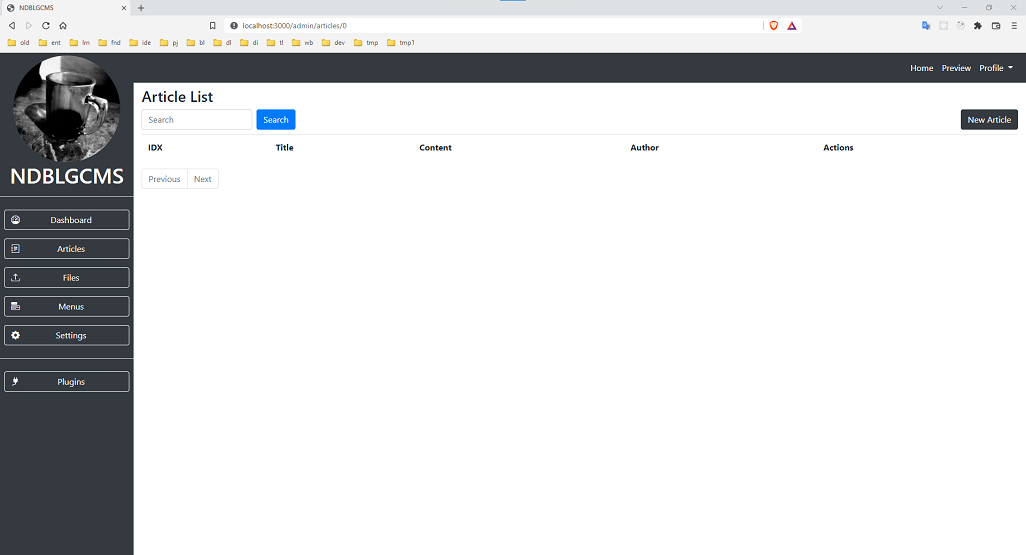 NDBLGCMS
localhost:3000/admin/articles/0
old ent lrn fnd ide pj bl dl di tl wb dev tmp tmp1
Home Preview Profile
NDBLGCMS
Dashboard
Articles
Files
Menus
Settings
Plugins
Article List
Search Search New Article
IDX Title Content Author Actions
Previous Next